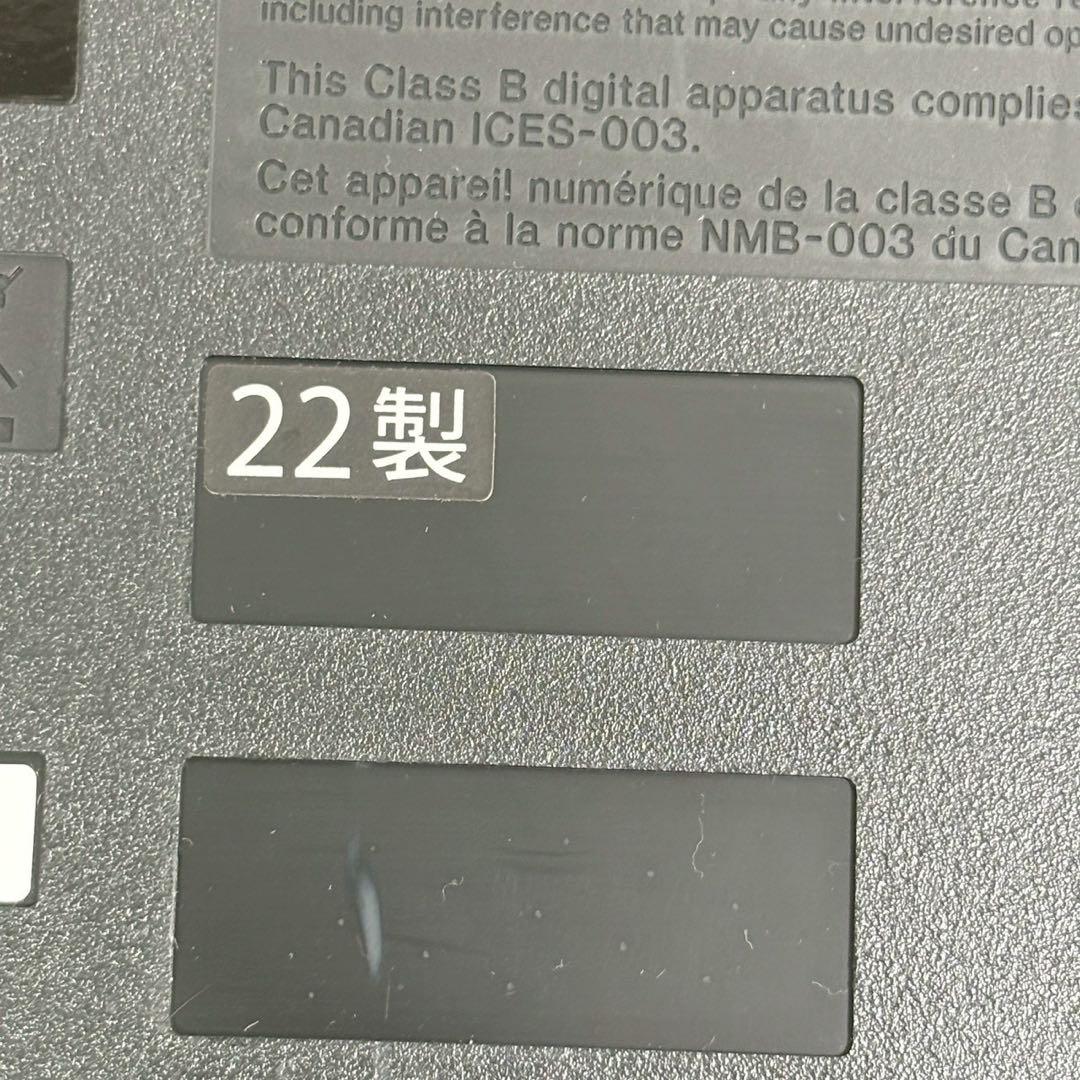 including interference that may cause undesired op
This Class B digital apparatus complies
Canadian ICES-003.
Cet appareil numérique de la classe B
conforme à la norme NMB-003 du Can
22製